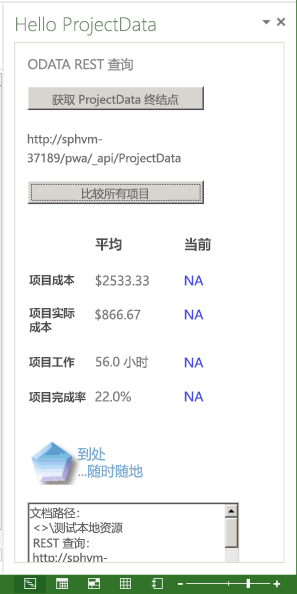 Hello ProjectData
ODATA REST 查询
获取 ProjectData 终结点
http://sphvm-
37189/pwa/_api/ProjectData
比较所有项目
平均 当前
项目成本 $2533.33 NA
项目实际
成本 $866.67 NA
项目工作 56.0 小时 NA
项目完成率 22.0% NA
到处
...随时随地
文档路径：
<>\测试本地资源
REST 查询：
http://sphvm-